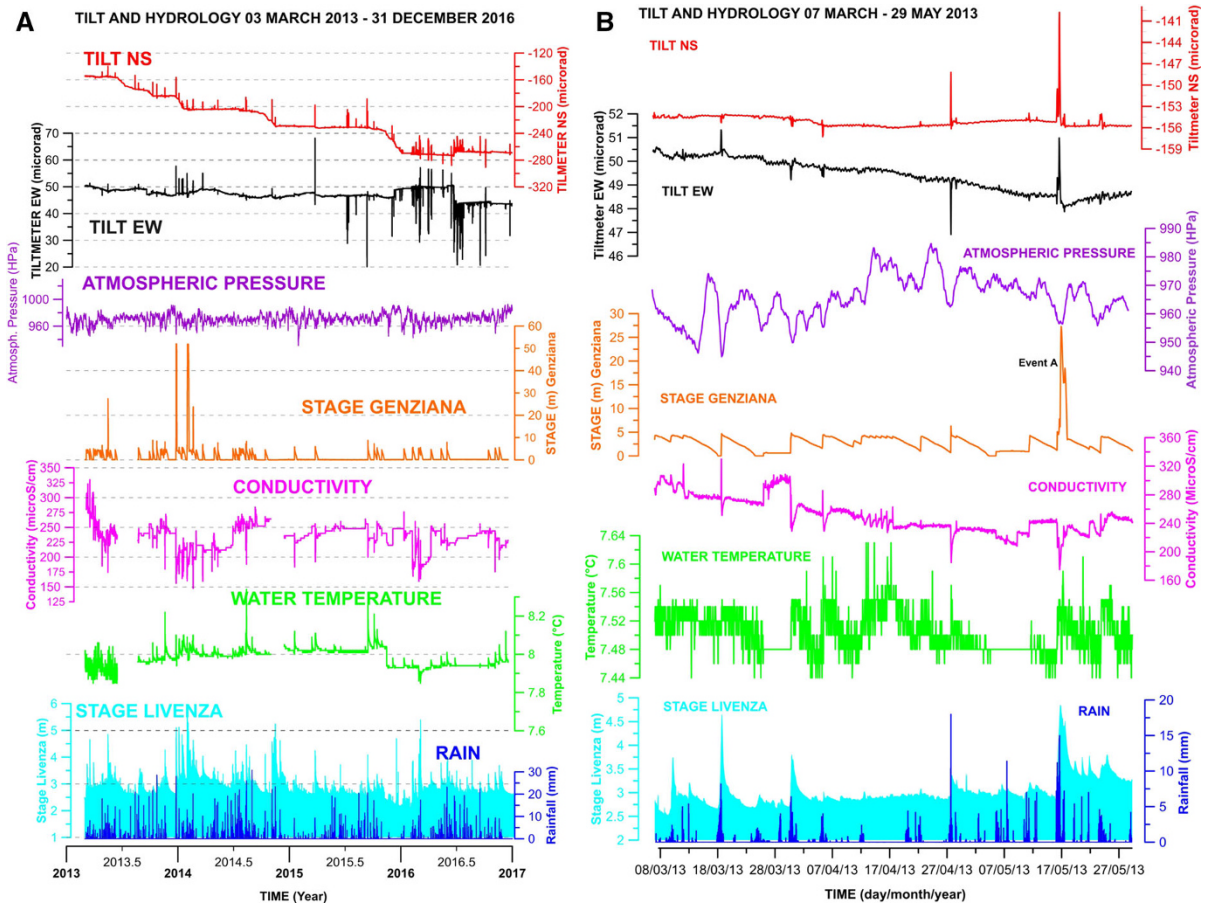 A
TILT AND HYDROLOGY 03 MARCH 2013 - 31 DECEMBER 2016
TILT NS
-120
-160
-200
-240
-280
-320
TILMETER NS (microrad)
70
60
50
40
30
20
TILTMETER EW (microrad)
TILT EW
ATMOSPHERIC PRESSURE
1000
960
Atmosph. Pressure (HPa)
60
50
40
30
20
10
0
STAGE (m) Genziana
STAGE GENZIANA
350
325
300
275
250
225
200
175
150
125
Conductivity (microS/cm)
CONDUCTIVITY
WATER TEMPERATURE
8.2
8
7.8
7.6
Temperature (°C)
STAGE LIVENZA
6
5
4
3
2
1
Stage Livenza (m)
RAIN
30
20
10
0
Rainfall (mm)
2013 2013.5 2014 2014.5 2015 2015.5 2016 2016.5 2017
TIME (Year)
B
TILT AND HYDROLOGY 07 MARCH - 29 MAY 2013
TILT NS
-141
-144
-147
-150
-153
-156
-159
Tiltmeter NS (microrad)
52
51
50
49
48
47
46
Tiltmeter EW (microrad)
TILT EW
ATMOSPHERIC PRESSURE
990
980
970
960
950
940
Atmospheric Pressure (HPa)
30
25
20
15
10
5
0
STAGE (m) Genziana
Event A
STAGE GENZIANA
360
320
280
240
200
160
Conductivity (MicroS/cm)
CONDUCTIVITY
7.64
7.6
7.56
7.52
7.48
7.44
Temperature (°C)
WATER TEMPERATURE
STAGE LIVENZA
5
4.5
4
3.5
3
2.5
2
Stage Livenza (m)
RAIN
20
15
10
5
0
Rainfall (mm)
08/03/13 18/03/13 28/03/13 07/04/13 17/04/13 27/04/13 07/05/13 17/05/13 27/05/13
TIME (day/month/year)